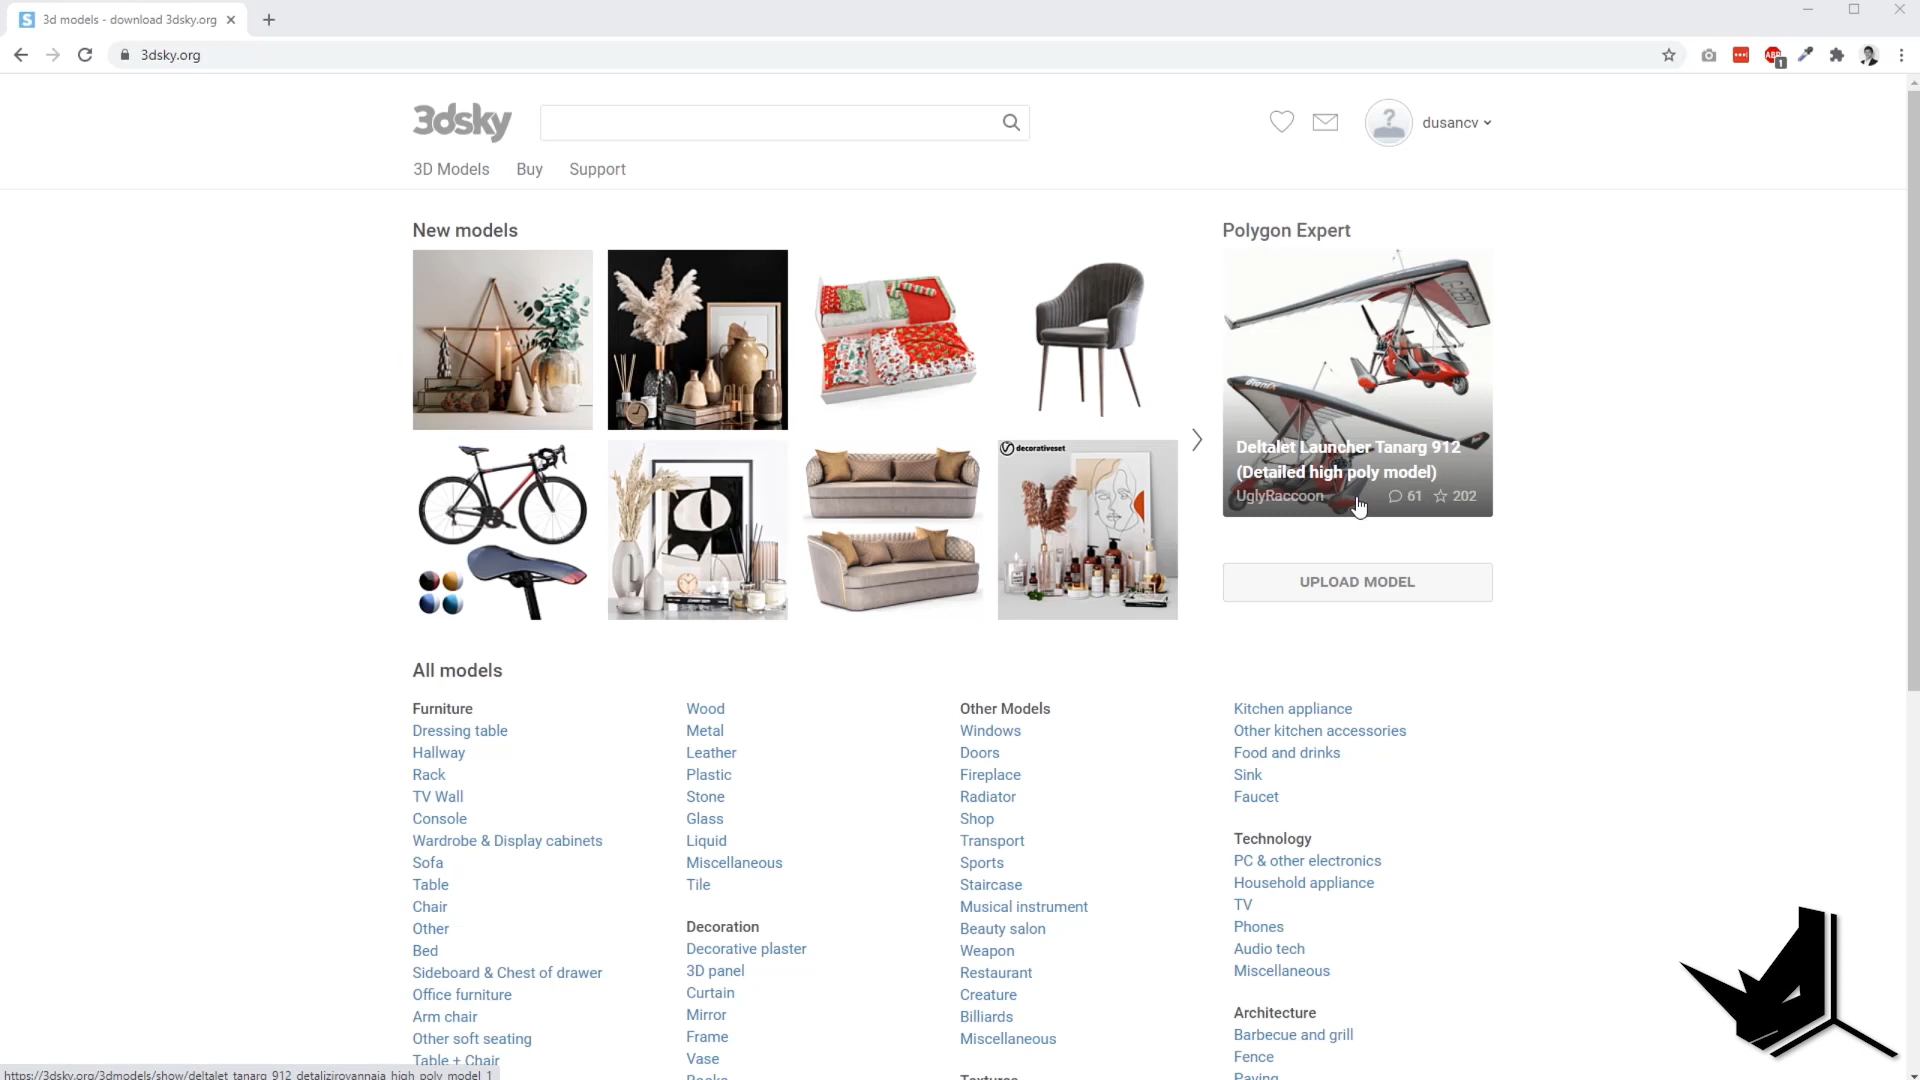 3d models - download 3dsky.org
3dsky.org
ABP
1
3dsky
dusancv
3D Models
Buy
Support
New models
Polygon Expert
Deltalet Launcher Tanarg 912
(Detailed high poly model)
UglyRaccoon
61
202
decorativeset
UPLOAD MODEL
All models
Furniture
Dressing table
Hallway
Rack
TV Wall
Console
Wardrobe & Display cabinets
Sofa
Table
Chair
Other
Bed
Sideboard & Chest of drawer
Office furniture
Arm chair
Other soft seating
Table + Chair
Wood
Metal
Leather
Plastic
Stone
Glass
Liquid
Miscellaneous
Tile
Decoration
Decorative plaster
3D panel
Curtain
Mirror
Frame
Vase
Books
Other Models
Windows
Doors
Fireplace
Radiator
Shop
Transport
Sports
Staircase
Musical instrument
Beauty salon
Weapon
Restaurant
Creature
Billiards
Miscellaneous
Textures
Kitchen appliance
Other kitchen accessories
Food and drinks
Sink
Faucet
Technology
PC & other electronics
Household appliance
TV
Phones
Audio tech
Miscellaneous
Architecture
Barbecue and grill
Fence
Paving
https://3dsky.org/3dmodels/show/deltalet_tanarg_912_detalizirovannaia_high_poly_model_1